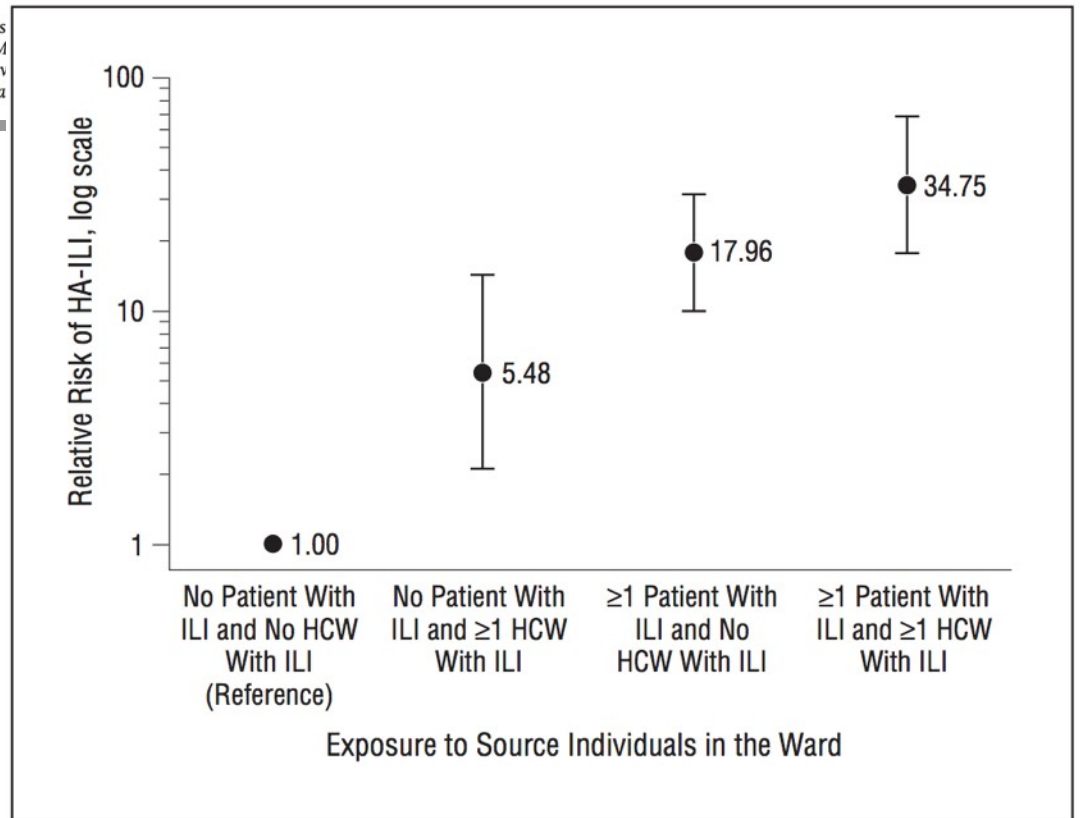 100
10
1
Relative Risk of HA-ILI, log scale
1.00
5.48
17.96
34.75
No Patient With
ILI and No HCW
With ILI
(Reference)
No Patient With
ILI and ≥1 HCW
With ILI
≥1 Patient With
ILI and No
HCW With ILI
≥1 Patient With
ILI and ≥1 HCW
With ILI
Exposure to Source Individuals in the Ward